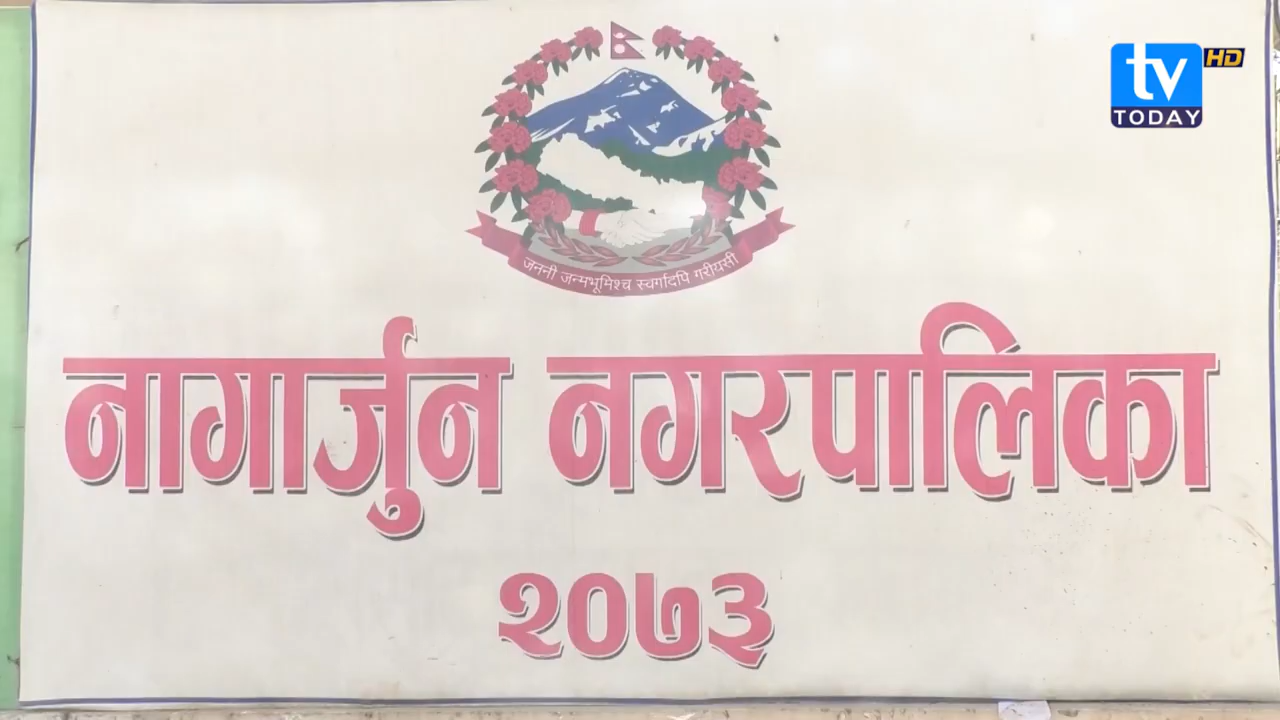 tv HD
TODAY
जननी जन्मभूमिश्च स्वर्गादपि गरीयसी
नागार्जुन नगरपालिका
२०७३